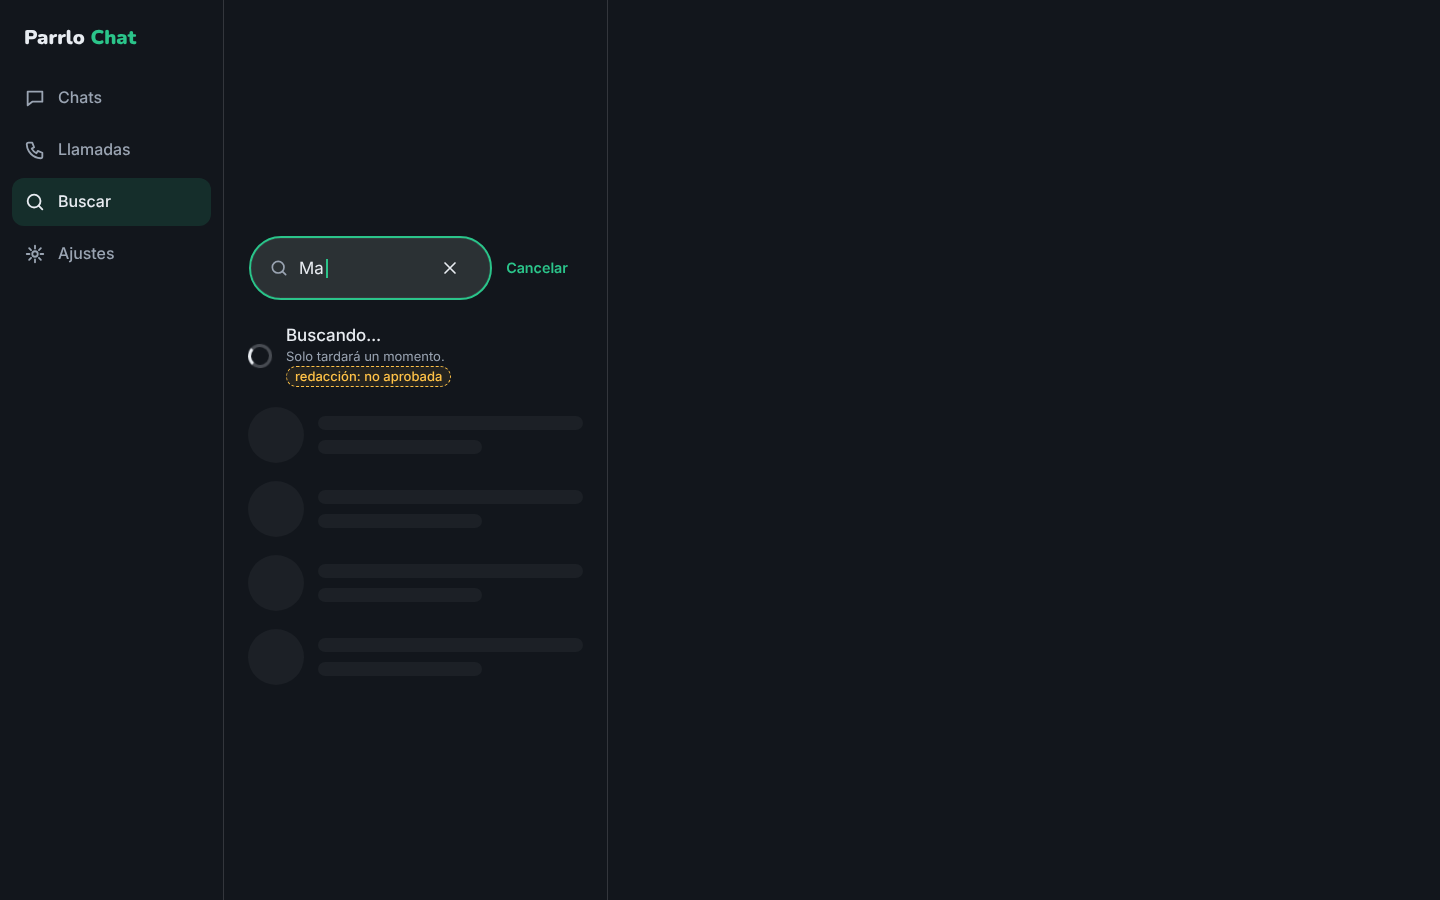 Parrlo Chat
Chats
Llamadas
Buscar
Ajustes
Ma
Cancelar
Buscando...
Solo tardará un momento.
redacción: no aprobada